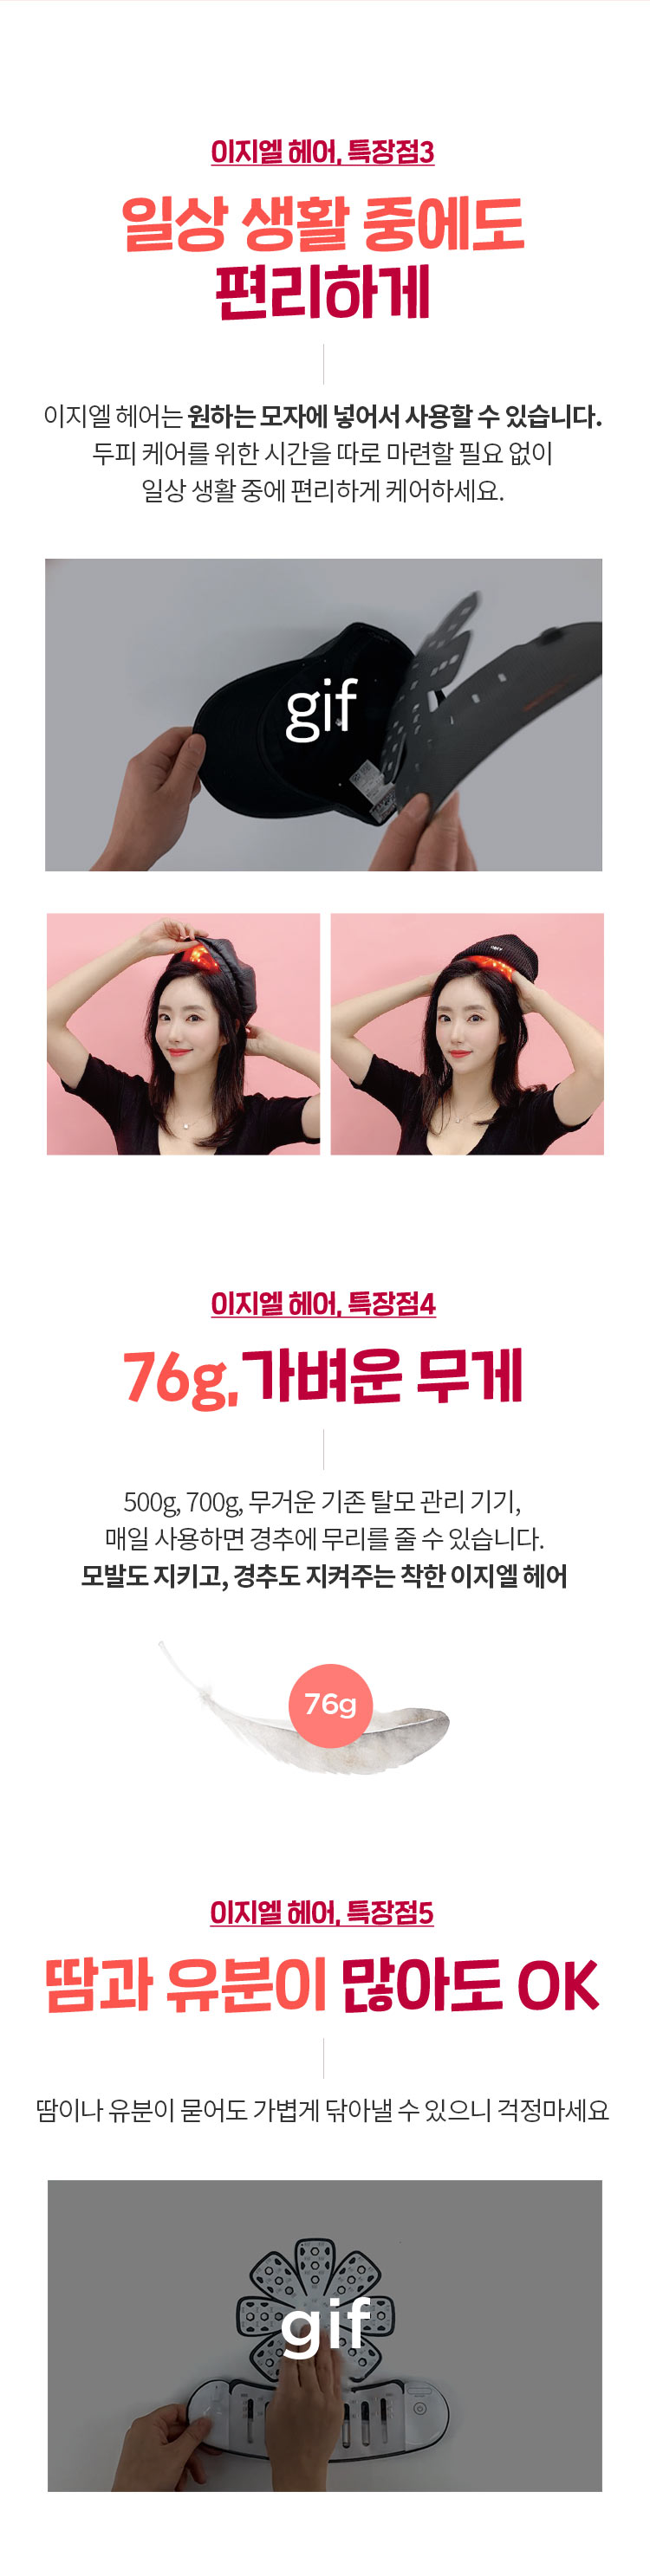 이지엘 헤어, 특장점3
일상 생활 중에도
편리하게
이지엘 헤어는 원하는 모자에 넣어서 사용할 수 있습니다.
두피 케어를 위한 시간을 따로 마련할 필요 없이
일상 생활 중에 편리하게 케어하세요.
gif
이지엘 헤어, 특장점4
76g, 가벼운 무게
500g, 700g, 무거운 기존 탈모 관리 기기,
매일 사용하면 경추에 무리를 줄 수 있습니다.
모발도 지키고, 경추도 지켜주는 착한 이지엘 헤어
76g
이지엘 헤어, 특장점5
땀과 유분이 많아도 OK
땀이나 유분이 묻어도 가볍게 닦아낼 수 있으니 걱정마세요
gif